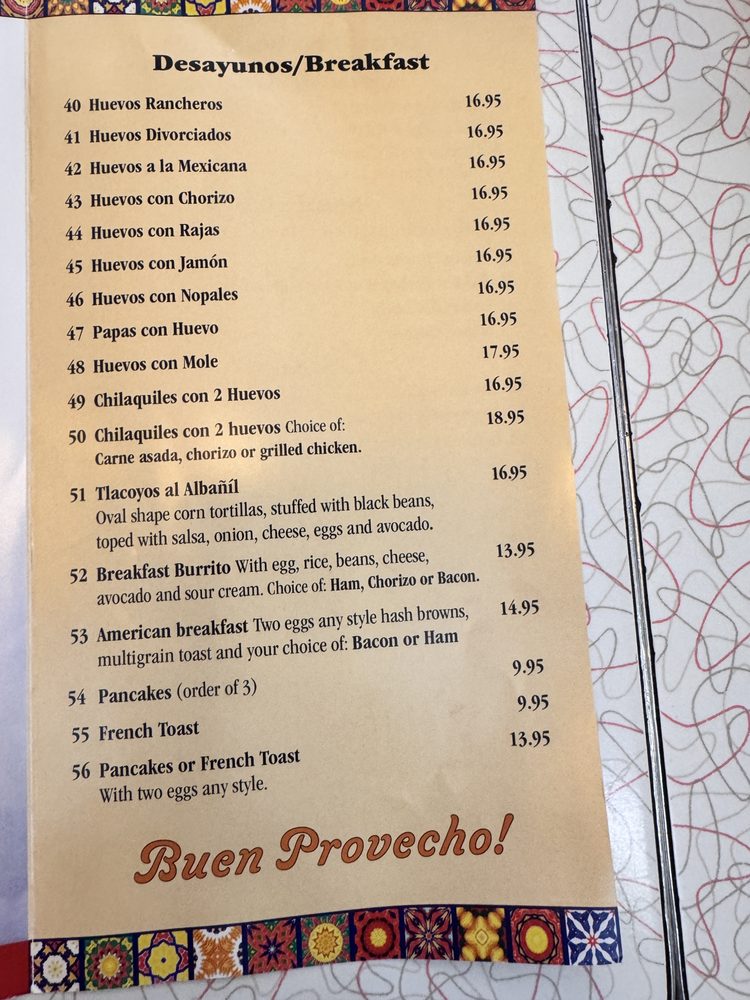 Desayunos/Breakfast
40 Huevos Rancheros 16.95
41 Huevos Divorciados 16.95
42 Huevos a la Mexicana 16.95
43 Huevos con Chorizo 16.95
44 Huevos con Rajas 16.95
45 Huevos con Jamón 16.95
46 Huevos con Nopales 16.95
47 Papas con Huevo 16.95
48 Huevos con Mole 17.95
49 Chilaquiles con 2 Huevos 16.95
50 Chilaquiles con 2 huevos Choice of: 18.95
Carne asada, chorizo or grilled chicken.
51 Tlacoyos al Albañíl 16.95
Oval shape corn tortillas, stuffed with black beans,
toped with salsa, onion, cheese, eggs and avocado.
52 Breakfast Burrito With egg, rice, beans, cheese, 13.95
avocado and sour cream. Choice of: Ham, Chorizo or Bacon.
53 American breakfast Two eggs any style hash browns, 14.95
multigrain toast and your choice of: Bacon or Ham
54 Pancakes (order of 3) 9.95
55 French Toast 9.95
56 Pancakes or French Toast 13.95
With two eggs any style.
Buen Provecho!